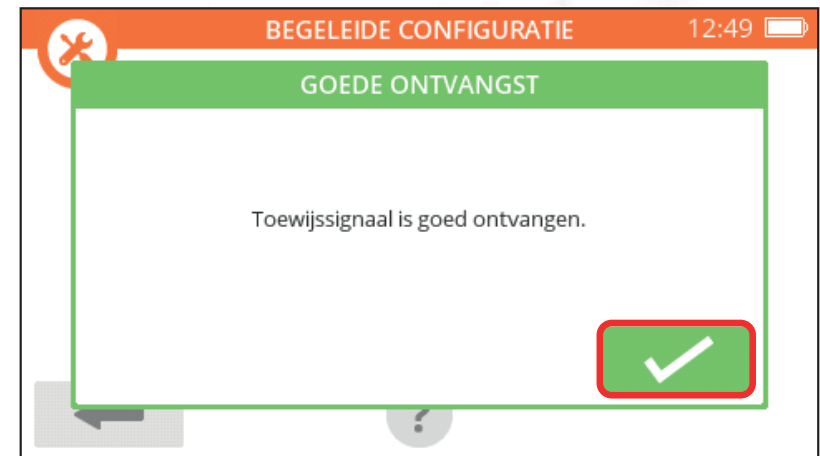 BEGELEIDE CONFIGURATIE 12:49
GOEDE ONTVANGST
Toewijssignaal is goed ontvangen.
?